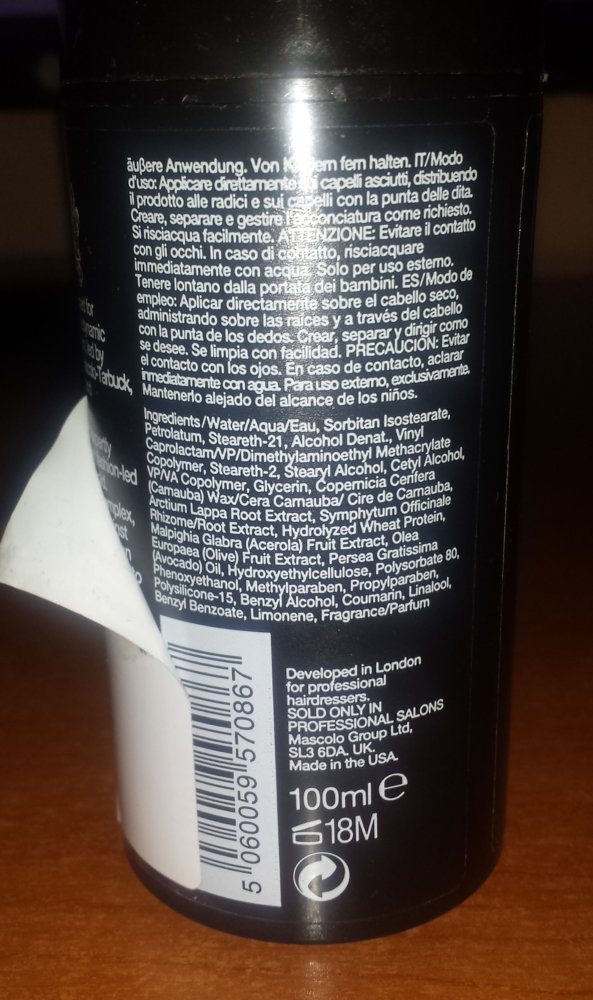 äußere Anwendung. Von Kindern fern halten. IT/Modo
d'uso: Applicare direttamente sui capelli asciutti, distribuendo
il prodotto alle radici e sui capelli con la punta delle dita.
Creare, separare e gestire l'acconciatura come richiesto.
Si risciacqua facilmente. ATTENZIONE: Evitare il contatto
con gli occhi. In caso di contatto, risciacquare
immediatamente con acqua. Solo per uso esterno.
Tenere lontano dalla portata dei bambini. ES/Modo de
empleo: Aplicar directamente sobre el cabello seco,
administrando sobre las raíces y a través del cabello
con la punta de los dedos. Crear, separar y dirigir como
se desee. Se limpia con facilidad. PRECAUCIÓN: Evitar
el contacto con los ojos. En caso de contacto, aclarar
inmediatamente con agua. Para uso externo, exclusivamente.
Mantenerlo alejado del alcance de los niños.
Ingredients/Water/Aqua/Eau, Sorbitan Isostearate,
Petrolatum, Steareth-21, Alcohol Denat., Vinyl
Caprolactam/VP/Dimethylaminoethyl Methacrylate
Copolymer, Steareth-2, Stearyl Alcohol, Cetyl Alcohol,
VP/VA Copolymer, Glycerin, Copernicia Cerifera
(Carnauba) Wax/Cera Carnauba/ Cire de Carnauba,
Arctium Lappa Root Extract, Symphytum Officinale
Rhizome/Root Extract, Hydrolyzed Wheat Protein,
Malpighia Glabra (Acerola) Fruit Extract, Olea
Europaea (Olive) Fruit Extract, Persea Gratissima
(Avocado) Oil, Hydroxyethylcellulose, Polysorbate 80,
Phenoxyethanol, Methylparaben, Propylparaben,
Polysilicone-15, Benzyl Alcohol, Coumarin, Linalool,
Benzyl Benzoate, Limonene, Fragrance/Parfum
5 060059 570867
Developed in London
for professional
hairdressers.
SOLD ONLY IN
PROFESSIONAL SALONS
Mascolo Group Ltd,
SL3 6DA. UK.
Made in the USA.
100ml e
18M